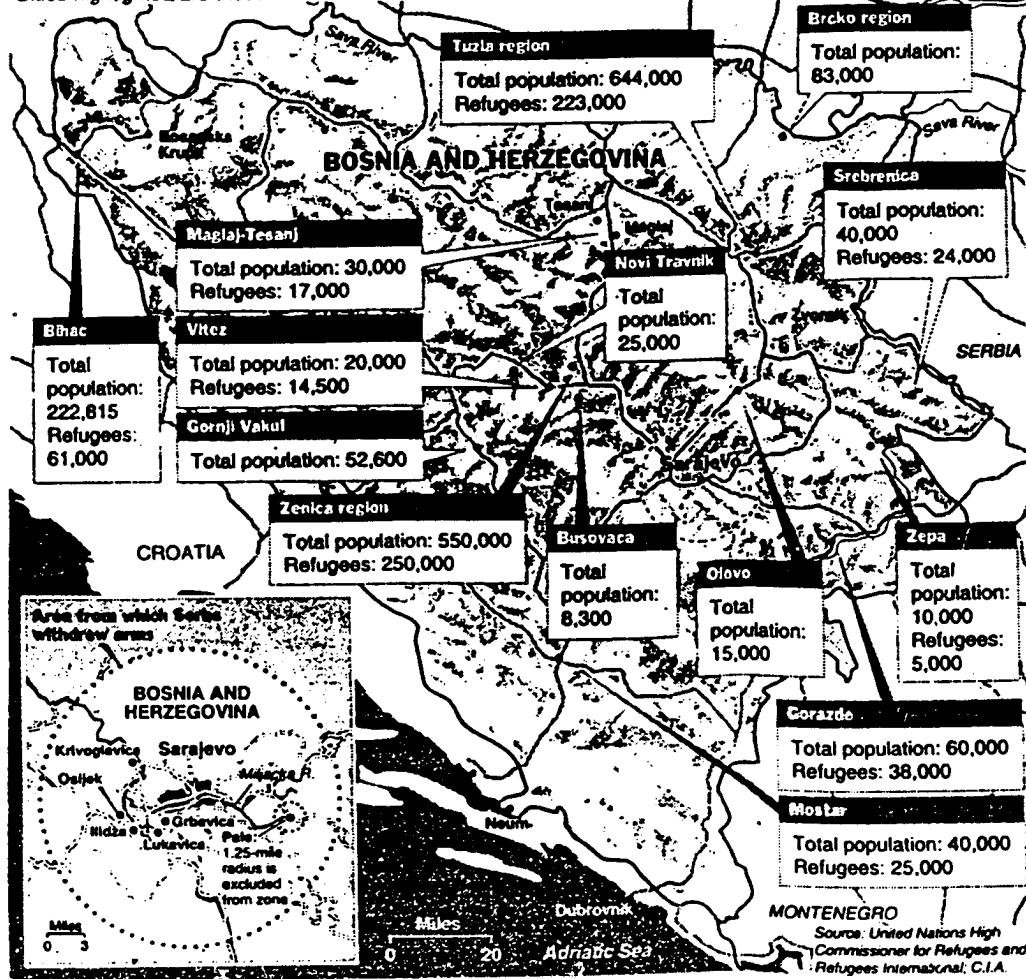 Brcko region
Total population:
83,000
Tuzla region
Total population: 644,000
Refugees: 223,000
Sava River
Sava River
Bosanska
Krupa
BOSNIA AND HERZEGOVINA
Srebrenica
Total population:
40,000
Refugees: 24,000
Tesanj
Maglaj
Maglaj-Tesanj
Total population: 30,000
Refugees: 17,000
Novi Travnik
Total
population:
25,000
Zvornik
SERBIA
Bihac
Total
population:
222,815
Refugees:
61,000
Vitez
Total population: 20,000
Refugees: 14,500
Gornji Vakuf
Total population: 52,600
Sarajevo
Zenica region
Total population: 550,000
Refugees: 250,000
CROATIA
Busovaca
Total
population:
8,300
Olovo
Total
population:
15,000
Zepa
Total
population:
10,000
Refugees:
5,000
Area from which Serbs
withdrew arms
BOSNIA AND
HERZEGOVINA
Krivoglavica
Sarajevo
Osijek
Miljacka R.
Ilidza
Grbavica
Lukavica
Pale
1.25-mile
radius is
excluded
from zone
Miles
0 3
Gorazde
Total population: 60,000
Refugees: 38,000
Mostar
Total population: 40,000
Refugees: 25,000
Neum
Dubrovnik
Miles
0 20
Adriatic Sea
MONTENEGRO
Source: United Nations High
Commissioner for Refugees and
Refugees International; C.I.A.